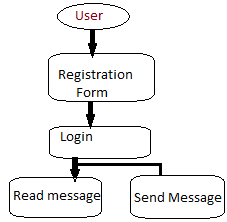 User
Registration
Form
Login
Read message
Send Message